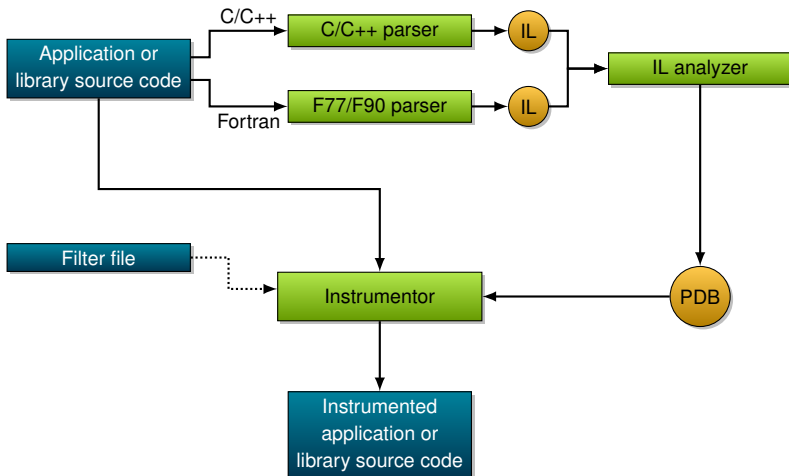 C/C++
Application or
library source code
C/C++ parser
IL
IL analyzer
F77/F90 parser
IL
Fortran
Filter file
Instrumentor
PDB
Instrumented
application or
library source code